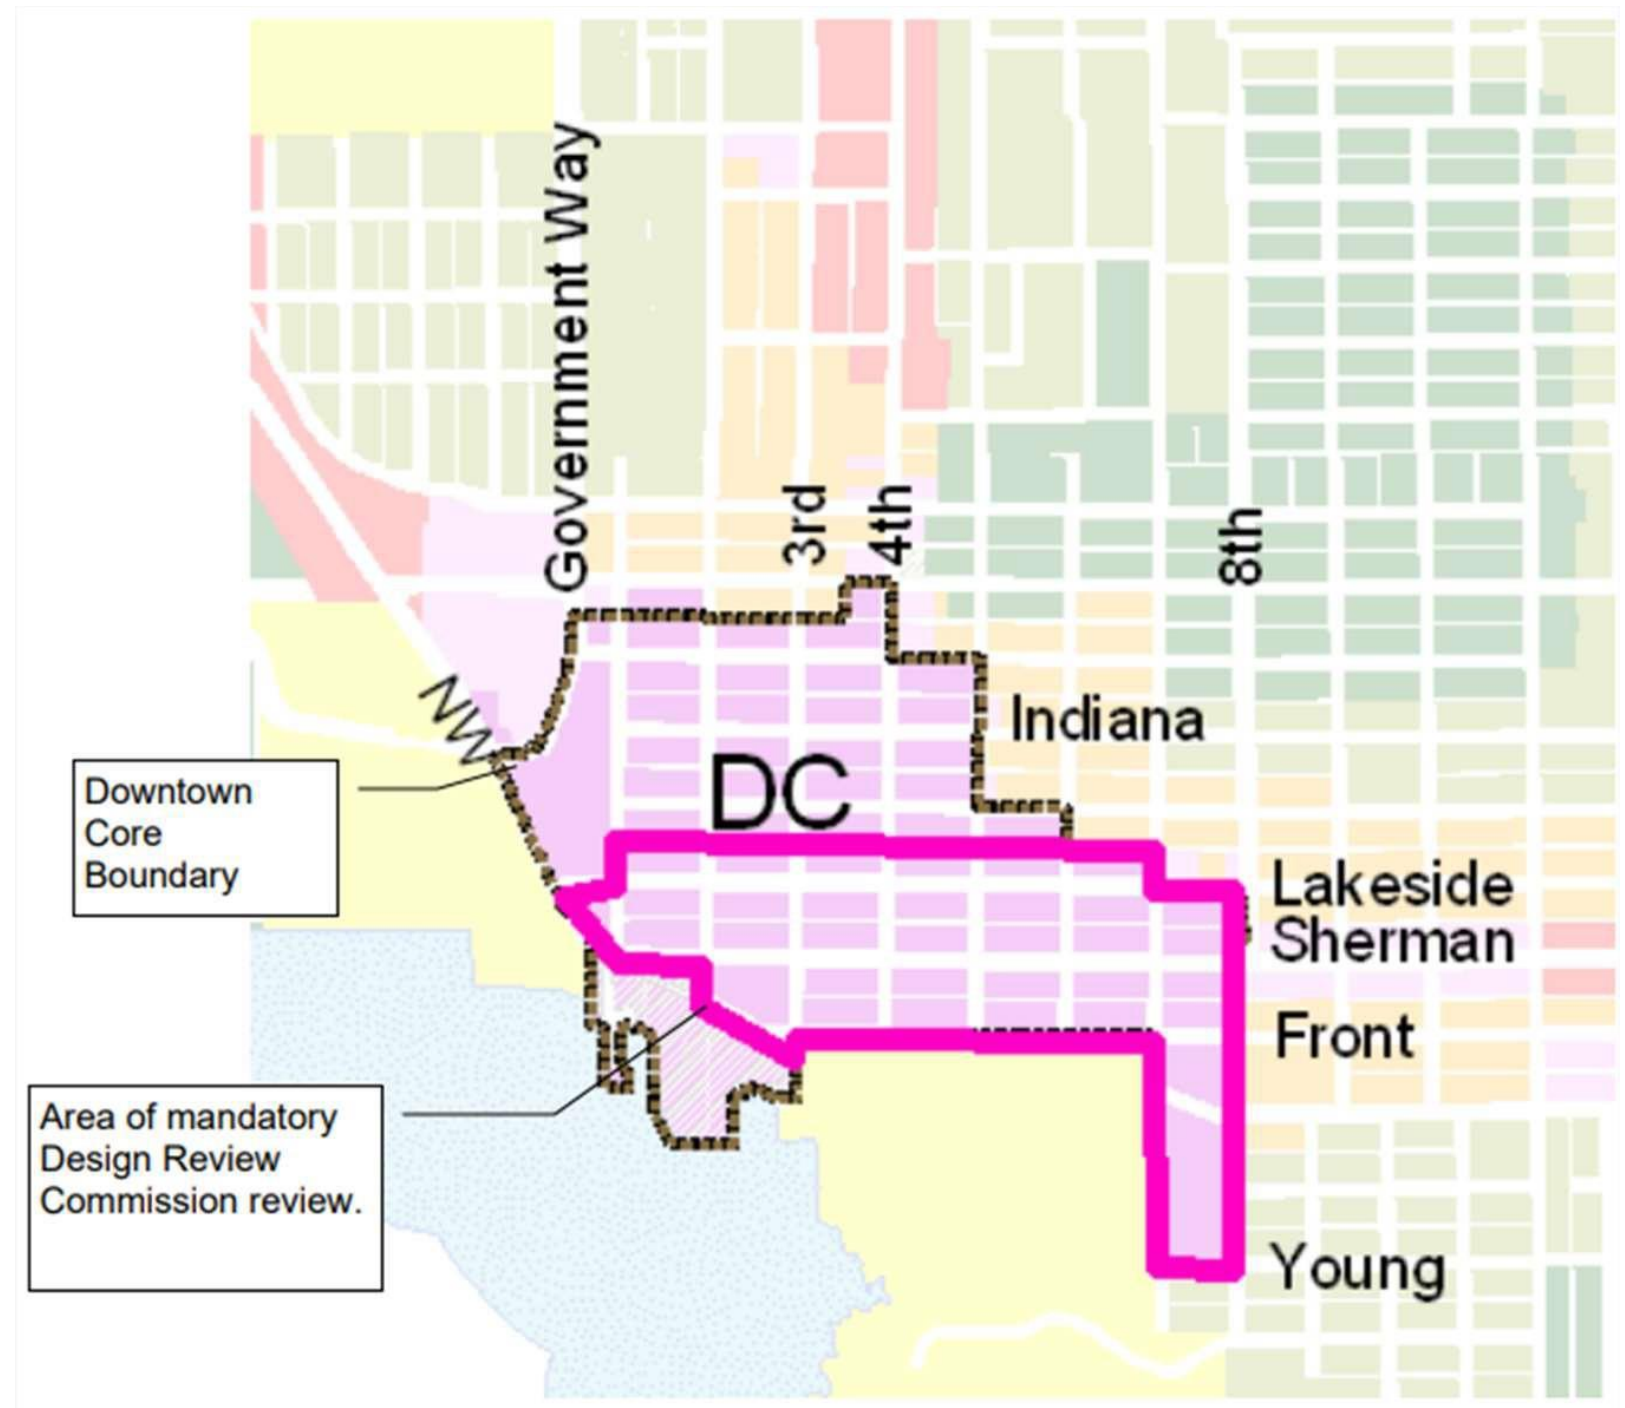 Government Way
3rd
4th
8th
NW
Indiana
DC
Downtown
Core
Boundary
Lakeside
Sherman
Front
Area of mandatory
Design Review
Commission review.
Young